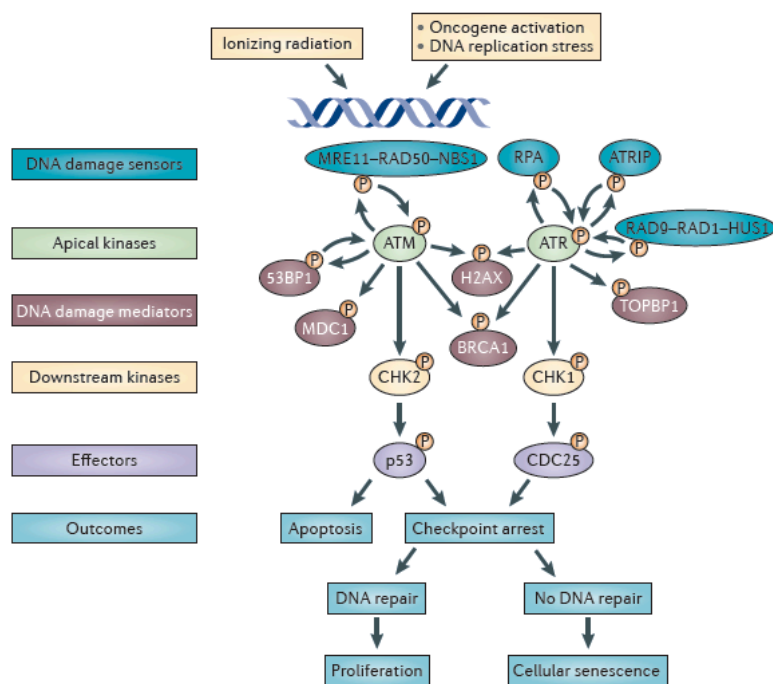 Ionizing radiation
• Oncogene activation
• DNA replication stress
DNA damage sensors
MRE11–RAD50–NBS1
RPA
ATRIP
P
P
P
RAD9–RAD1–HUS1
P
Apical kinases
ATM
P
ATR
P
53BP1
P
H2AX
P
DNA damage mediators
MDC1
P
BRCA1
P
TOPBP1
P
Downstream kinases
CHK2
P
CHK1
P
Effectors
p53
P
CDC25
P
Outcomes
Apoptosis
Checkpoint arrest
DNA repair
No DNA repair
Proliferation
Cellular senescence